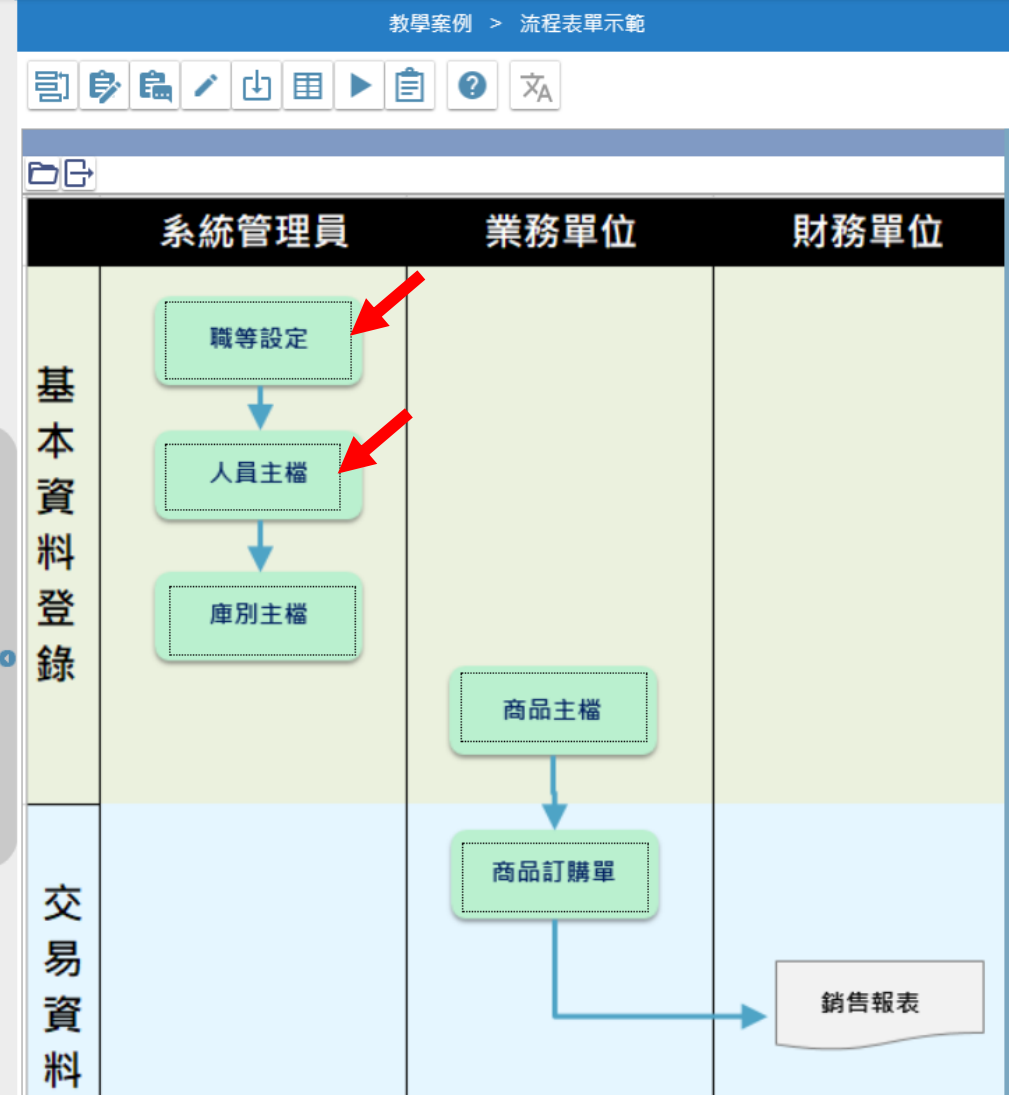 教學案例 > 流程表單示範
系統管理員 業務單位 財務單位
基本資料登錄
職等設定
人員主檔
庫別主檔
商品主檔
交易資料
商品訂購單
銷售報表